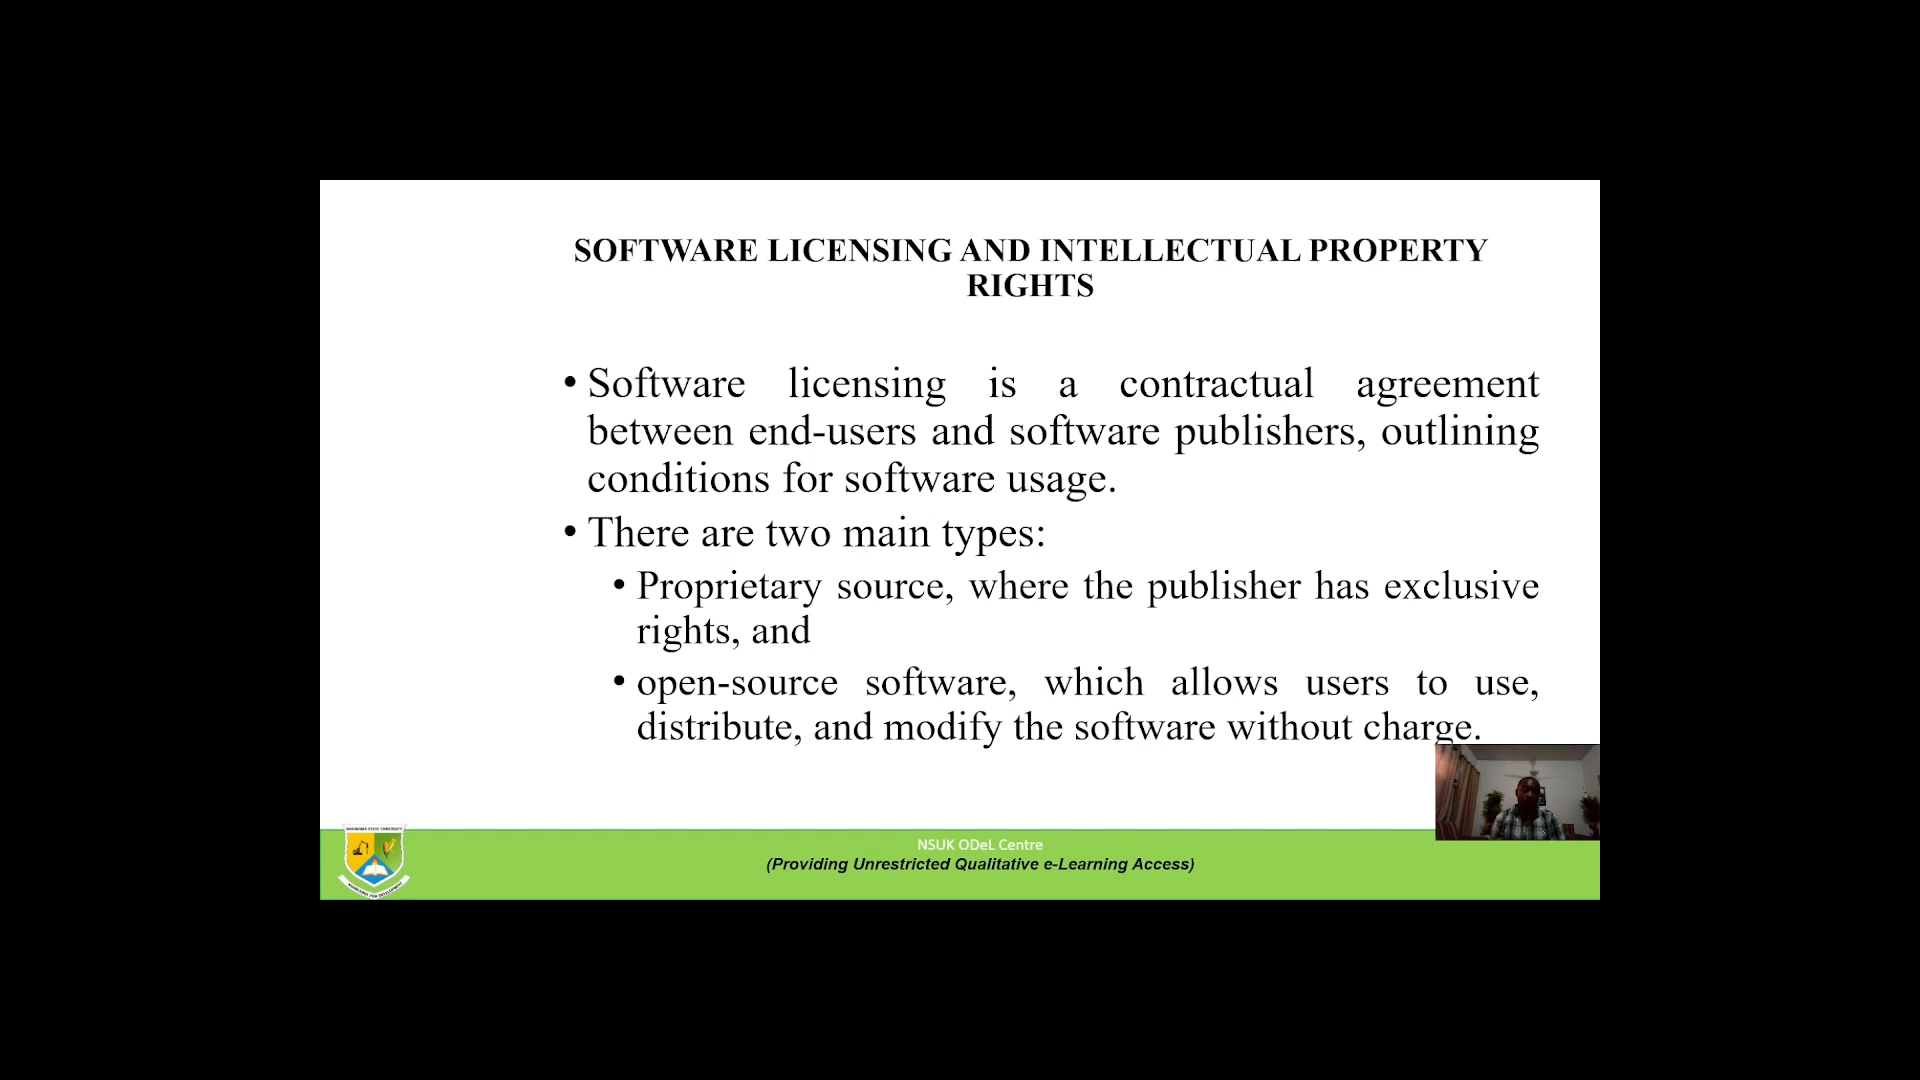 SOFTWARE LICENSING AND INTELLECTUAL PROPERTY
RIGHTS
• Software licensing is a contractual agreement
between end-users and software publishers, outlining
conditions for software usage.
• There are two main types:
• Proprietary source, where the publisher has exclusive
rights, and
• open-source software, which allows users to use,
distribute, and modify the software without charge.
NSUK ODeL Centre
(Providing Unrestricted Qualitative e-Learning Access)